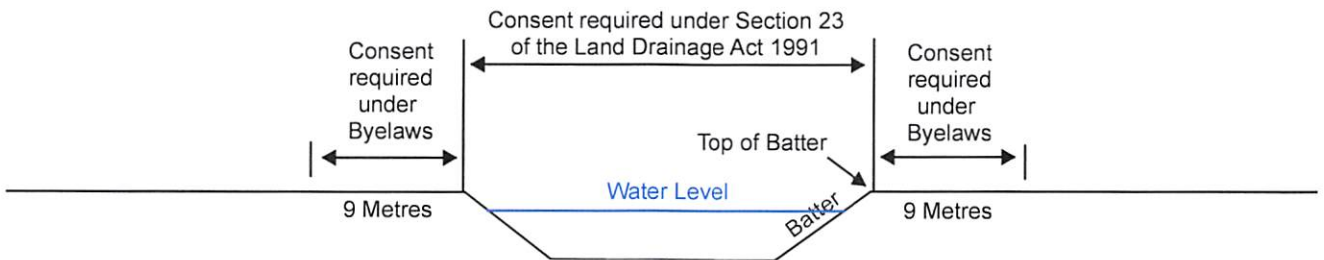 Consent required under Section 23
of the Land Drainage Act 1991
Consent
required
under
Byelaws
Consent
required
under
Byelaws
Top of Batter
Water Level
Batter
9 Metres
9 Metres